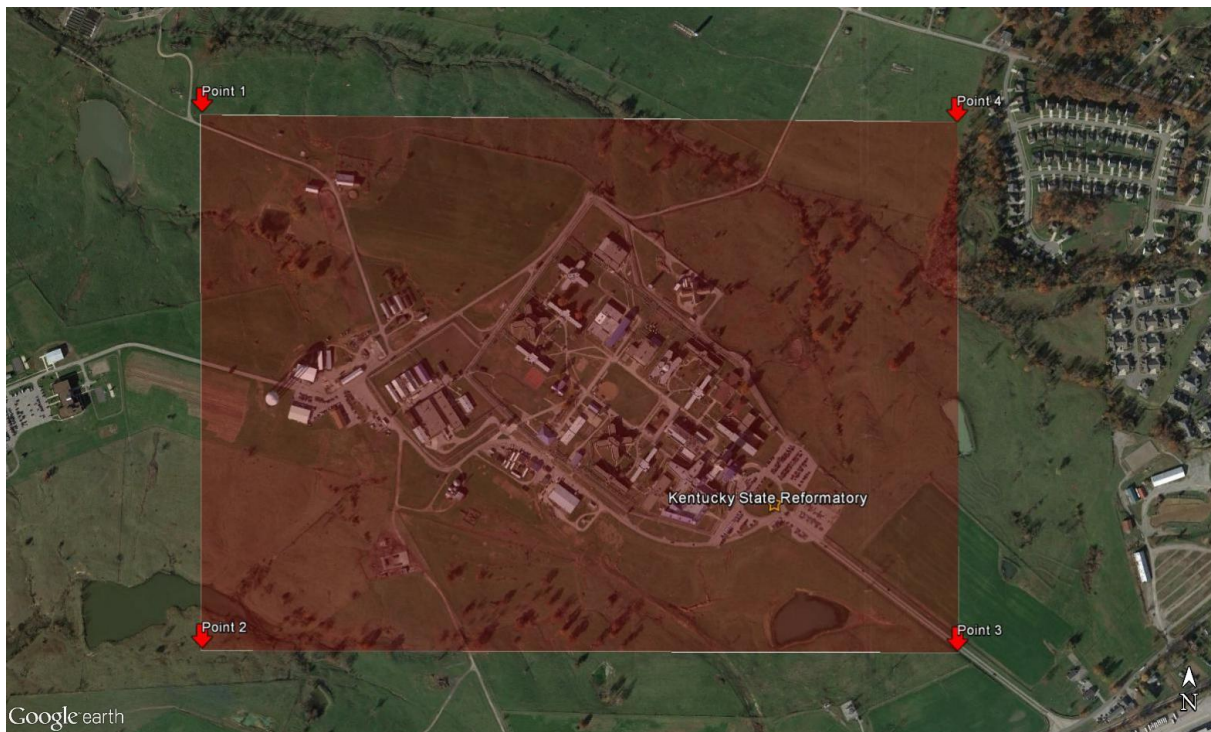 Point 1
Point 4
Kentucky State Reformatory
Point 2
Point 3
N
Google earth